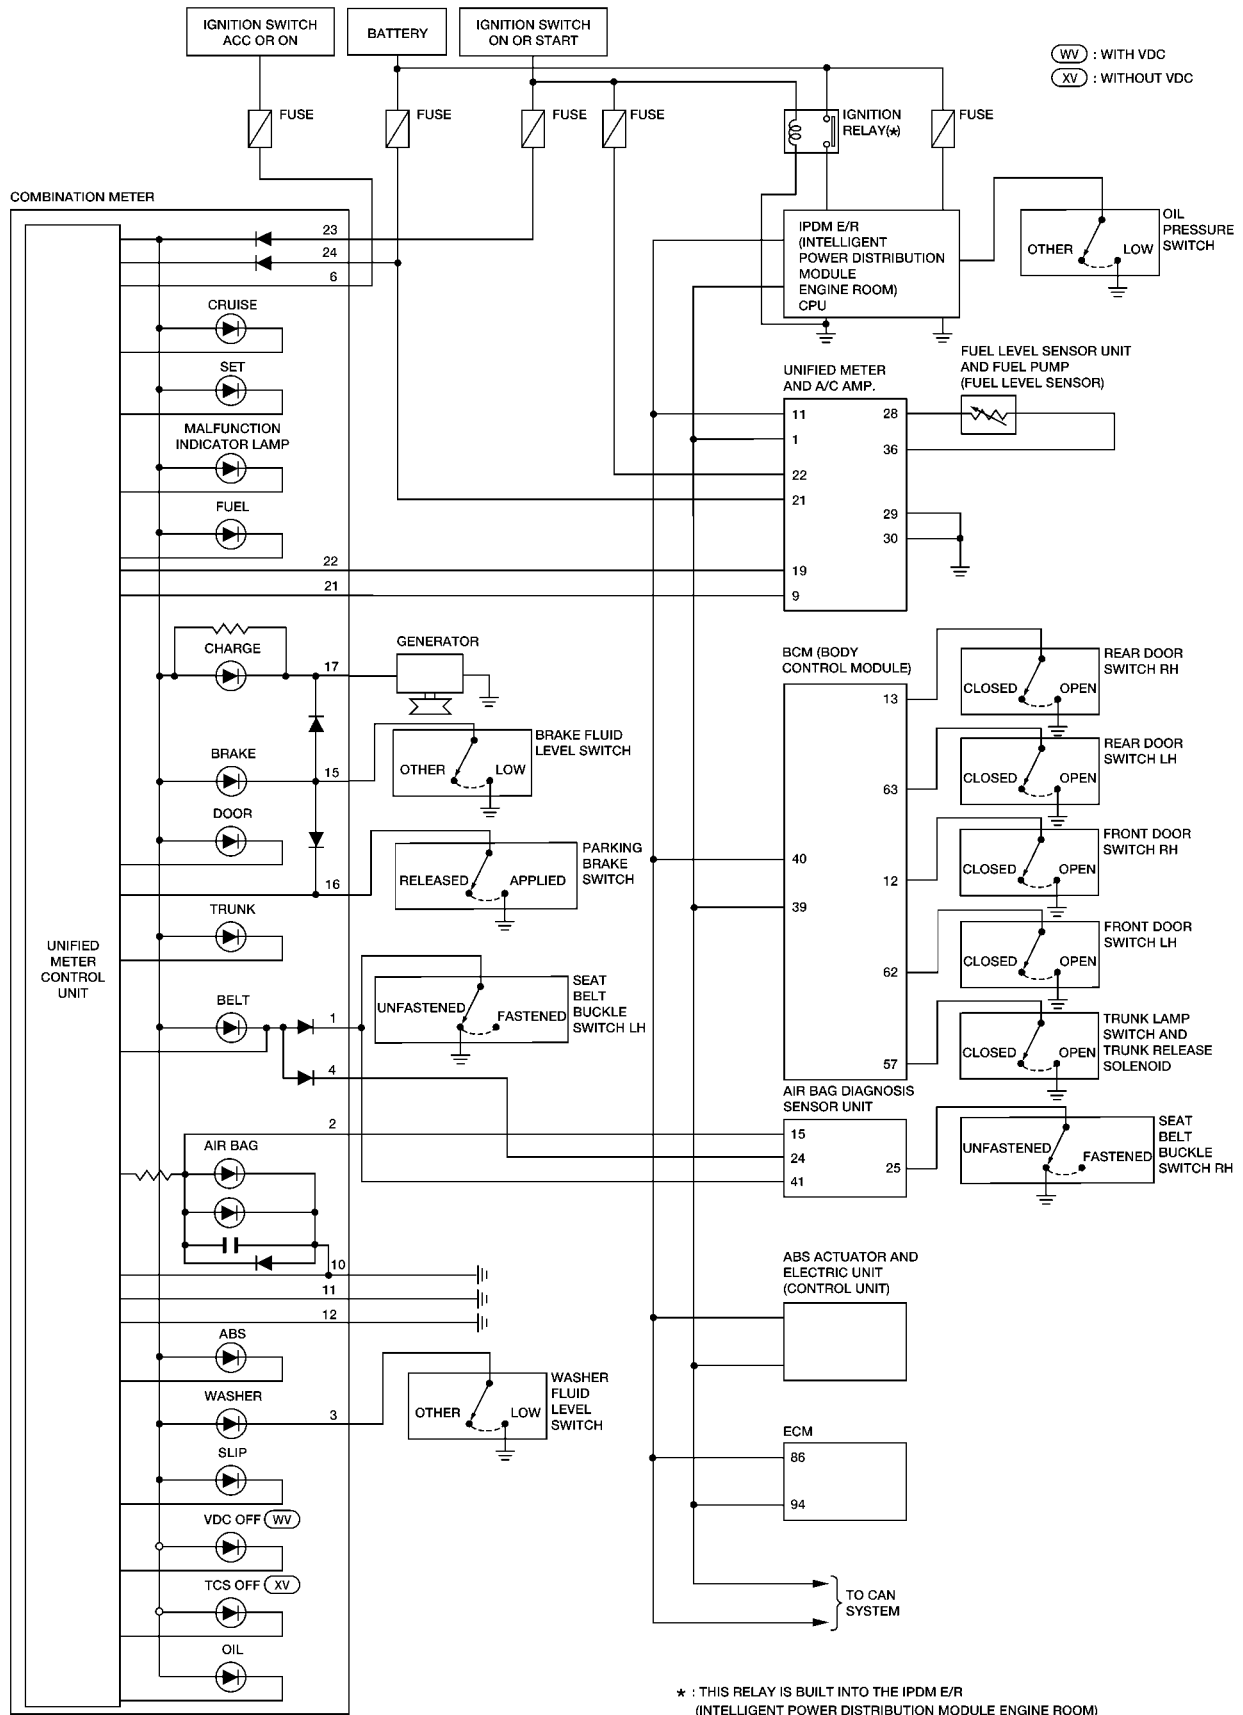 IGNITION SWITCH
ACC OR ON
BATTERY
IGNITION SWITCH
ON OR START
WV : WITH VDC
XV : WITHOUT VDC
FUSE
FUSE
FUSE
FUSE
IGNITION
RELAY(*)
FUSE
COMBINATION METER
23
24
6
IPDM E/R
(INTELLIGENT
POWER DISTRIBUTION
MODULE
ENGINE ROOM)
CPU
OTHER
LOW
OIL
PRESSURE
SWITCH
CRUISE
SET
MALFUNCTION
INDICATOR LAMP
FUEL
UNIFIED METER
AND A/C AMP.
11
1
22
21
19
9
28
36
29
30
FUEL LEVEL SENSOR UNIT
AND FUEL PUMP
(FUEL LEVEL SENSOR)
22
21
CHARGE
17
GENERATOR
BRAKE
15
OTHER
LOW
BRAKE FLUID
LEVEL SWITCH
DOOR
16
RELEASED
APPLIED
PARKING
BRAKE
SWITCH
TRUNK
UNIFIED
METER
CONTROL
UNIT
BELT
1
4
UNFASTENED
FASTENED
SEAT
BELT
BUCKLE
SWITCH LH
BCM (BODY
CONTROL MODULE)
13
63
40
12
39
62
57
CLOSED
OPEN
REAR DOOR
SWITCH RH
CLOSED
OPEN
REAR DOOR
SWITCH LH
CLOSED
OPEN
FRONT DOOR
SWITCH RH
CLOSED
OPEN
FRONT DOOR
SWITCH LH
CLOSED
OPEN
TRUNK LAMP
SWITCH AND
TRUNK RELEASE
SOLENOID
AIR BAG DIAGNOSIS
SENSOR UNIT
15
24
41
25
UNFASTENED
FASTENED
SEAT
BELT
BUCKLE
SWITCH RH
2
AIR BAG
10
11
12
ABS
WASHER
3
OTHER
LOW
WASHER
FLUID
LEVEL
SWITCH
SLIP
VDC OFF WV
TCS OFF XV
OIL
ABS ACTUATOR AND
ELECTRIC UNIT
(CONTROL UNIT)
ECM
86
94
TO CAN
SYSTEM
* : THIS RELAY IS BUILT INTO THE IPDM E/R
(INTELLIGENT POWER DISTRIBUTION MODULE ENGINE ROOM)